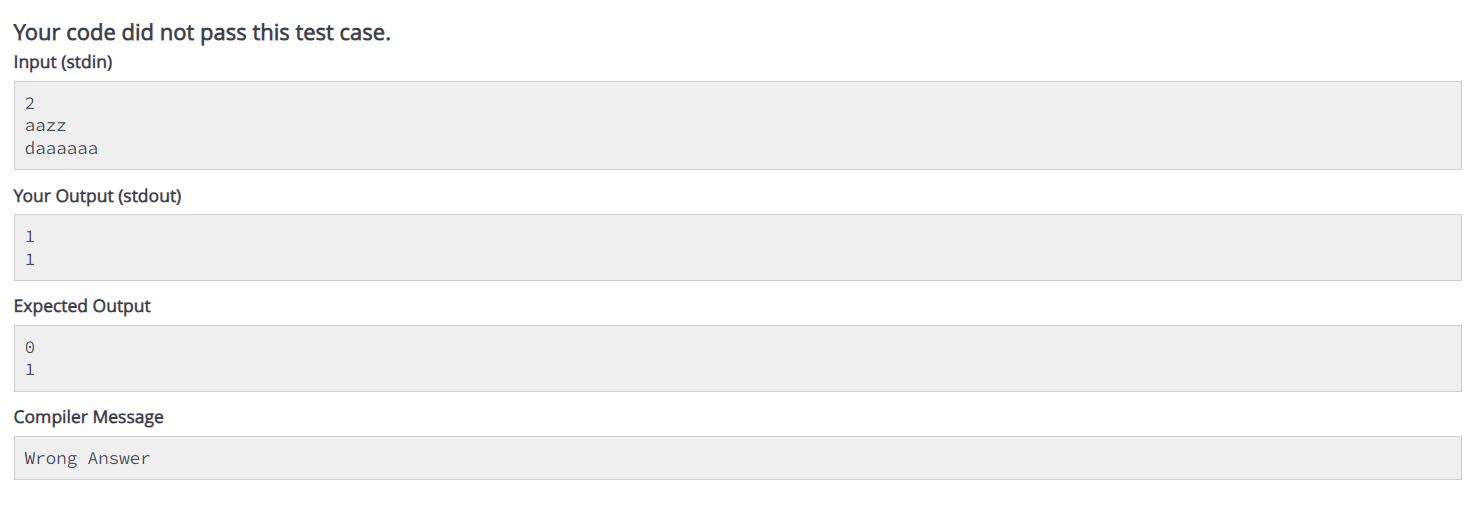 Your code did not pass this test case.
Input (stdin)
2
aazz
daaaaaa
Your Output (stdout)
1
1
Expected Output
0
1
Compiler Message
Wrong Answer